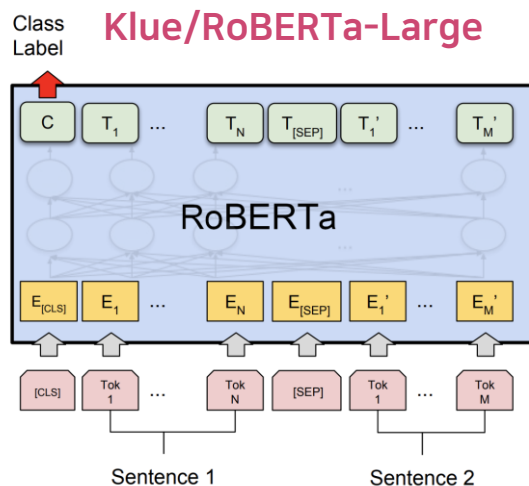 Class
Label
Klue/RoBERTa-Large
C T1 ... TN T[SEP] T1' ... TM'
...
RoBERTa
...
E[CLS] E1 ... EN E[SEP] E1' ... EM'
[CLS] Tok 1 ... Tok N [SEP] Tok 1 ... Tok M
Sentence 1 Sentence 2